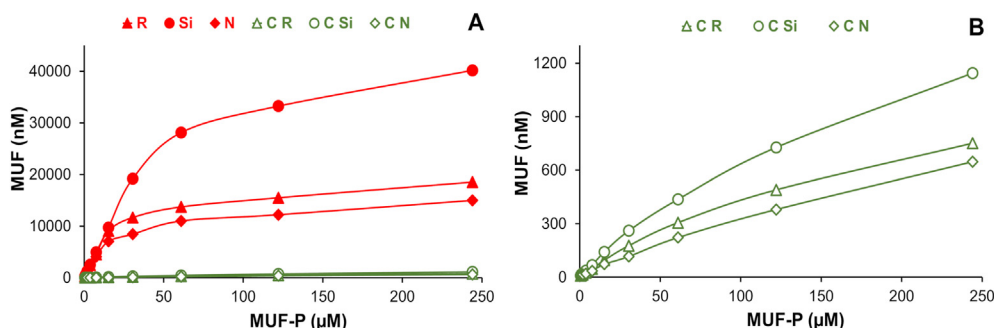 R Si N C R C Si C N
A
40000
30000
20000
10000
0
MUF (nM)
0 50 100 150 200 250
MUF-P (µM)
C R C Si C N
B
1200
900
600
300
0
MUF (nM)
0 50 100 150 200 250
MUF-P (µM)